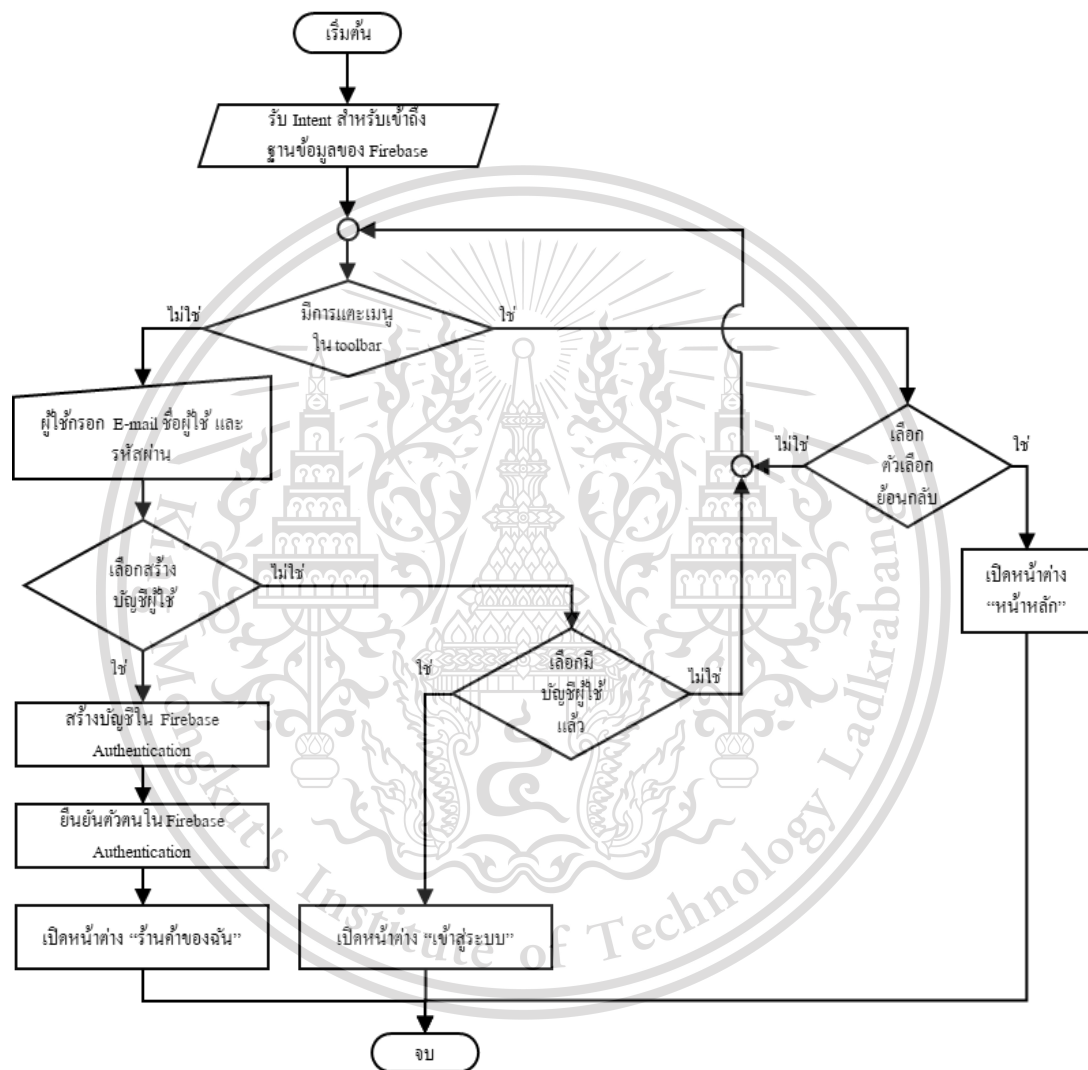 เริ่มต้น
รับ Intent สำหรับเข้าถึง
ฐานข้อมูลของ Firebase
มีการแตะเมนู
ใน toolbar
ไม่ใช่
ใช่
ผู้ใช้กรอก E-mail ชื่อผู้ใช้ และ
รหัสผ่าน
เลือก
ตัวเลือก
ย้อนกลับ
ไม่ใช่
ใช่
เปิดหน้าต่าง
“หน้าหลัก”
เลือกสร้าง
บัญชีผู้ใช้
ไม่ใช่
ใช่
เลือกมี
บัญชีผู้ใช้
แล้ว
ใช่
ไม่ใช่
สร้างบัญชีใน Firebase
Authentication
ยืนยันตัวตนใน Firebase
Authentication
เปิดหน้าต่าง “ร้านค้าของฉัน”
เปิดหน้าต่าง “เข้าสู่ระบบ”
จบ
King Mongkut's Institute of Technology Ladkrabang